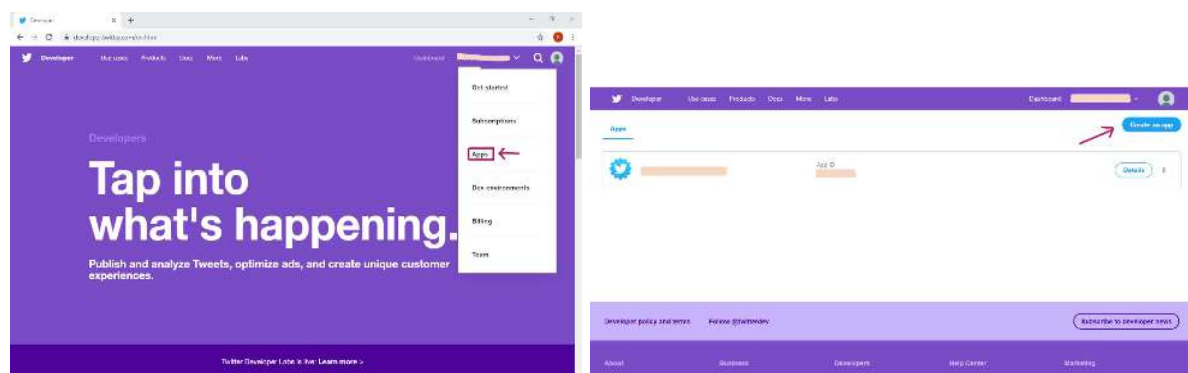 Developer Use cases Products Docs More Labs Dashboard
Get started
Subscriptions
Apps
Dev environments
Billing
Team
Developers
Tap into
what's happening.
Publish and analyze Tweets, optimize ads, and create unique customer
experiences.
Twitter Developer Labs is live: Learn more >
Developer Use cases Products Docs More Labs Dashboard
Apps
Create an app
App ID
Details
Developer policy and terms Follow @twitterdev Subscribe to developer news
About Business Developers Help Center Marketing